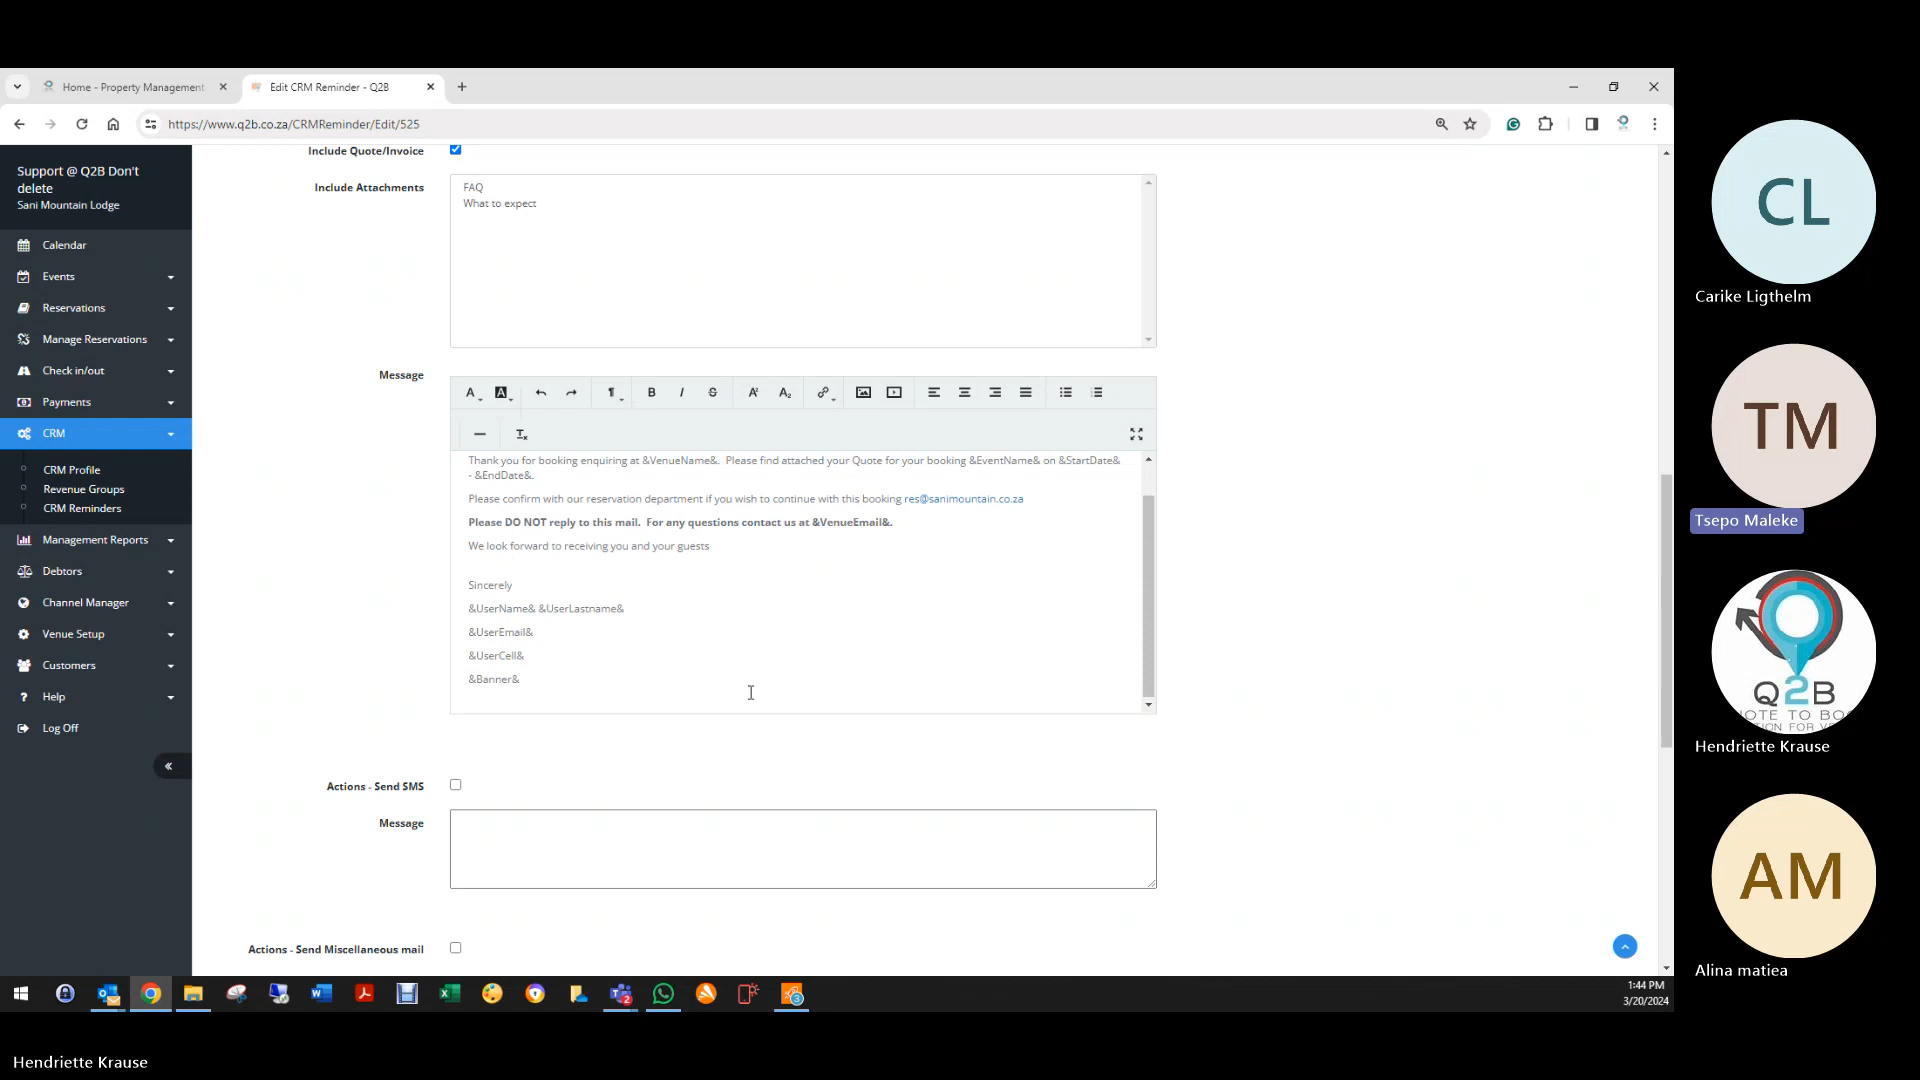 Home - Property Management
Edit CRM Reminder - Q2B
https://www.q2b.co.za/CRMReminder/Edit/525
Support @ Q2B Don't
delete
Sani Mountain Lodge
Calendar
Events
Reservations
Manage Reservations
Check in/out
Payments
CRM
CRM Profile
Revenue Groups
CRM Reminders
Management Reports
Debtors
Channel Manager
Venue Setup
Customers
Help
Log Off
Include Quote/Invoice
Include Attachments
FAQ
What to expect
Message
Thank you for booking enquiring at &VenueName&. Please find attached your Quote for your booking &EventName& on &StartDate&
- &EndDate&.
Please confirm with our reservation department if you wish to continue with this booking res@sanimountain.co.za
Please DO NOT reply to this mail. For any questions contact us at &VenueEmail&.
We look forward to receiving you and your guests
Sincerely
&UserName& &UserLastname&
&UserEmail&
&UserCell&
&Banner&
Actions - Send SMS
Message
Actions - Send Miscellaneous mail
1:44 PM
3/20/2024
CL
Carike Ligthelm
TM
Tsepo Maleke
Q2B
OTE TO BO
TION FOR V
Hendriette Krause
AM
Alina matiea
Hendriette Krause